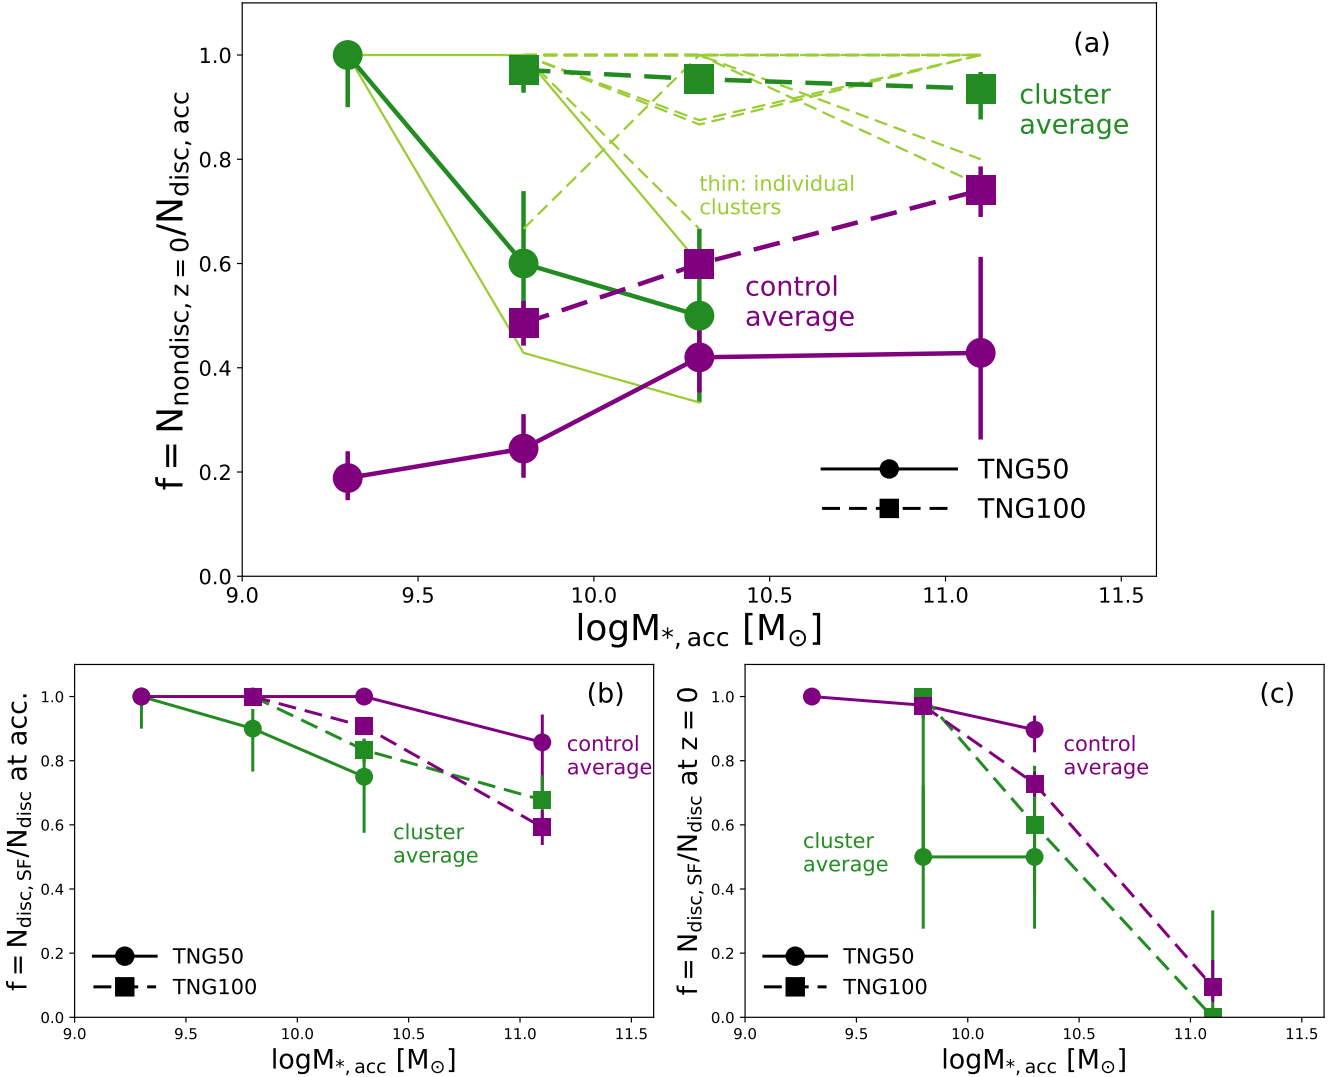 (a)
1.0
0.8
0.6
0.4
0.2
0.0
f = N_nondisc, z = 0/N_disc, acc
cluster
average
thin: individual
clusters
control
average
TNG50
TNG100
9.0 9.5 10.0 10.5 11.0 11.5
logM_*, acc [M_⊙]
(b)
1.0
0.8
0.6
0.4
0.2
0.0
f = N_disc, SF/N_disc at acc.
control
average
cluster
average
TNG50
TNG100
9.0 9.5 10.0 10.5 11.0 11.5
logM_*, acc [M_⊙]
(c)
1.0
0.8
0.6
0.4
0.2
0.0
f = N_disc, SF/N_disc at z = 0
control
average
cluster
average
TNG50
TNG100
9.0 9.5 10.0 10.5 11.0 11.5
logM_*, acc [M_⊙]